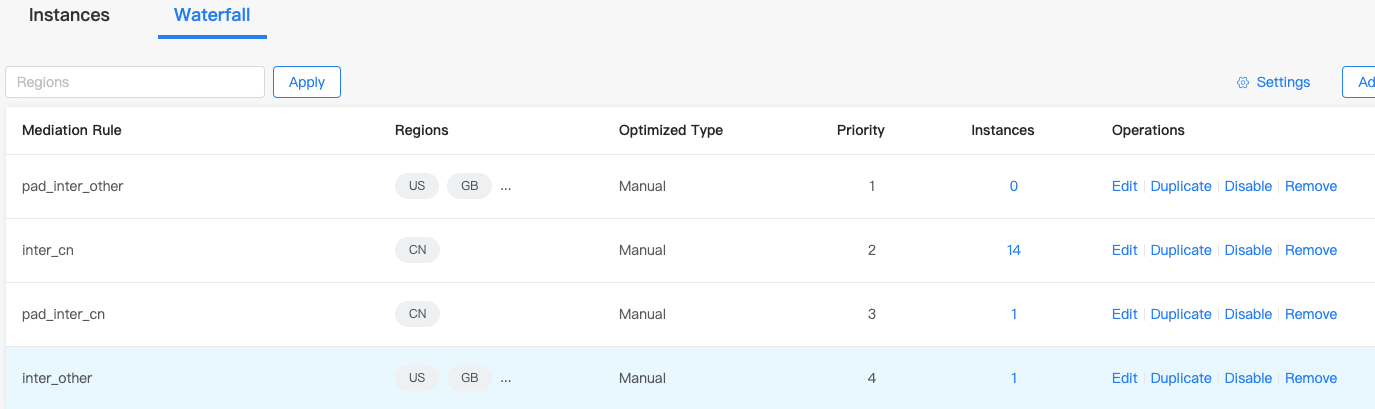 Instances Waterfall
Regions Apply Settings Ad
Mediation Rule Regions Optimized Type Priority Instances Operations
pad_inter_other US GB ... Manual 1 0 Edit Duplicate Disable Remove
inter_cn CN Manual 2 14 Edit Duplicate Disable Remove
pad_inter_cn CN Manual 3 1 Edit Duplicate Disable Remove
inter_other US GB ... Manual 4 1 Edit Duplicate Disable Remove